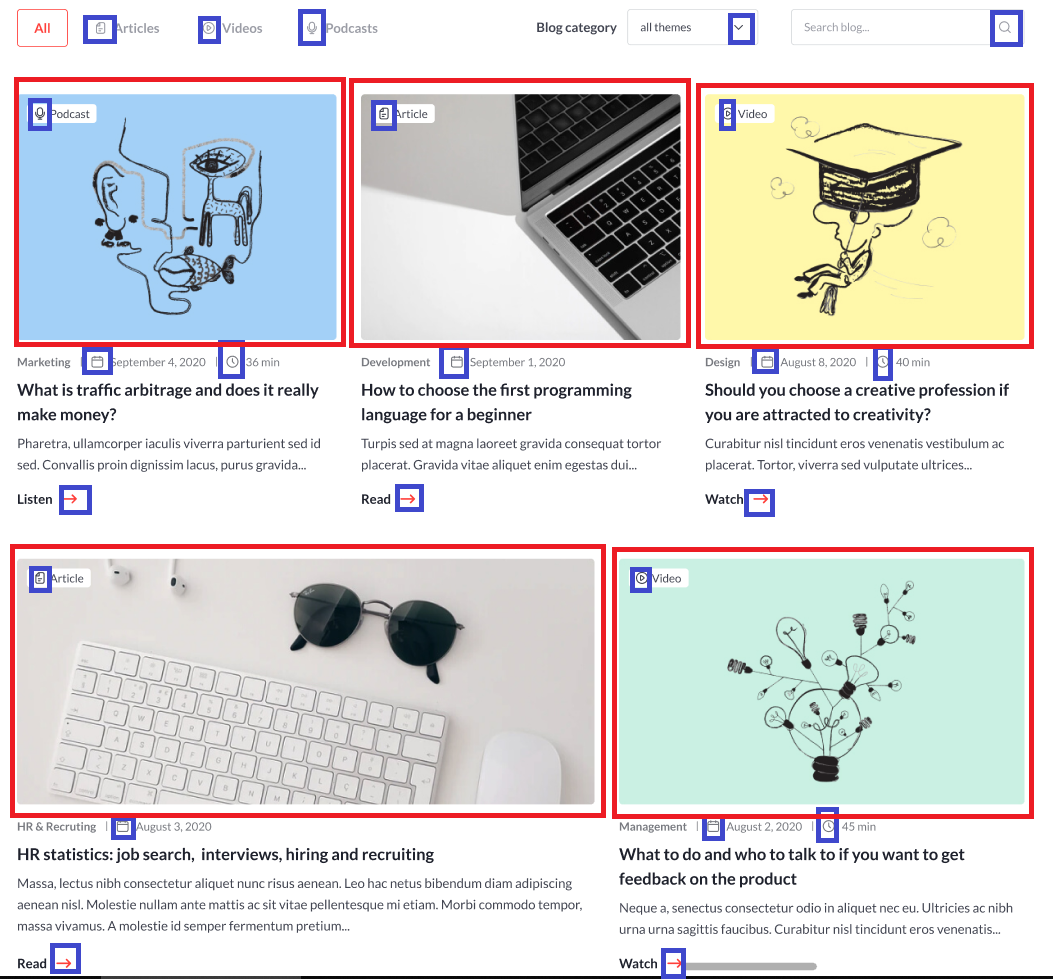 All Articles Videos Podcasts Blog category all themes Search blog...
Podcast
Article
Video
Marketing | September 4, 2020 | 36 min
What is traffic arbitrage and does it really
make money?
Pharetra, ullamcorper iaculis viverra parturient sed id
sed. Convallis proin dignissim lacus, purus gravida...
Listen →
Development | September 1, 2020
How to choose the first programming
language for a beginner
Turpis sed at magna laoreet gravida consequat tortor
placerat. Gravida vitae aliquet enim egestas dui...
Read →
Design | August 8, 2020 | 40 min
Should you choose a creative profession if
you are attracted to creativity?
Curabitur nisl tincidunt eros venenatis vestibulum ac
placerat. Tortor, viverra sed vulputate ultrices...
Watch →
Article
Video
HR & Recruting | August 3, 2020
HR statistics: job search,  interviews, hiring and recruiting
Massa, lectus nibh consectetur aliquet nunc risus aenean. Leo hac netus bibendum diam adipiscing
aenean nisl. Molestie nullam ante mattis ac sit vitae pellentesque mi etiam. Morbi commodo tempor,
massa vivamus. A molestie id semper fermentum pretium...
Read →
Management | August 2, 2020 | 45 min
What to do and who to talk to if you want to get
feedback on the product
Neque a, senectus consectetur odio in aliquet nec eu. Ultricies ac nibh
urna urna sagittis faucibus. Curabitur nisl tincidunt eros venenatis...
Watch →